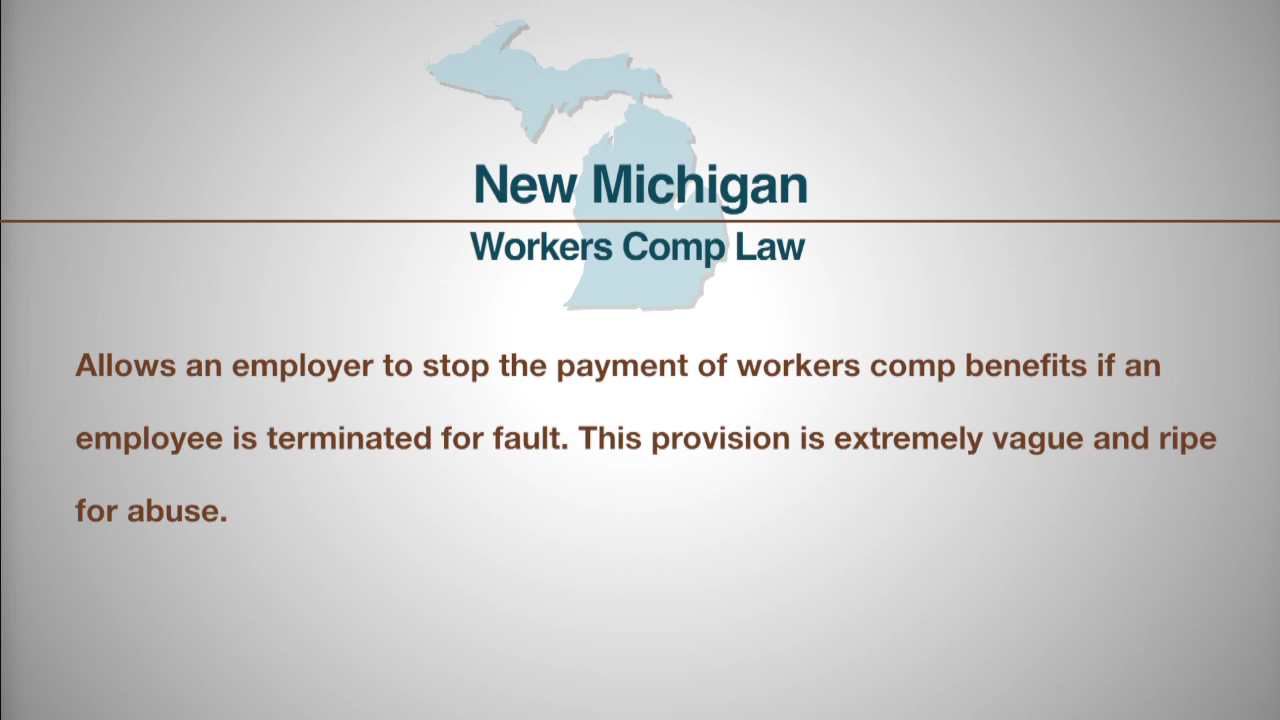 New Michigan
Workers Comp Law
Allows an employer to stop the payment of workers comp benefits if an
employee is terminated for fault. This provision is extremely vague and ripe
for abuse.